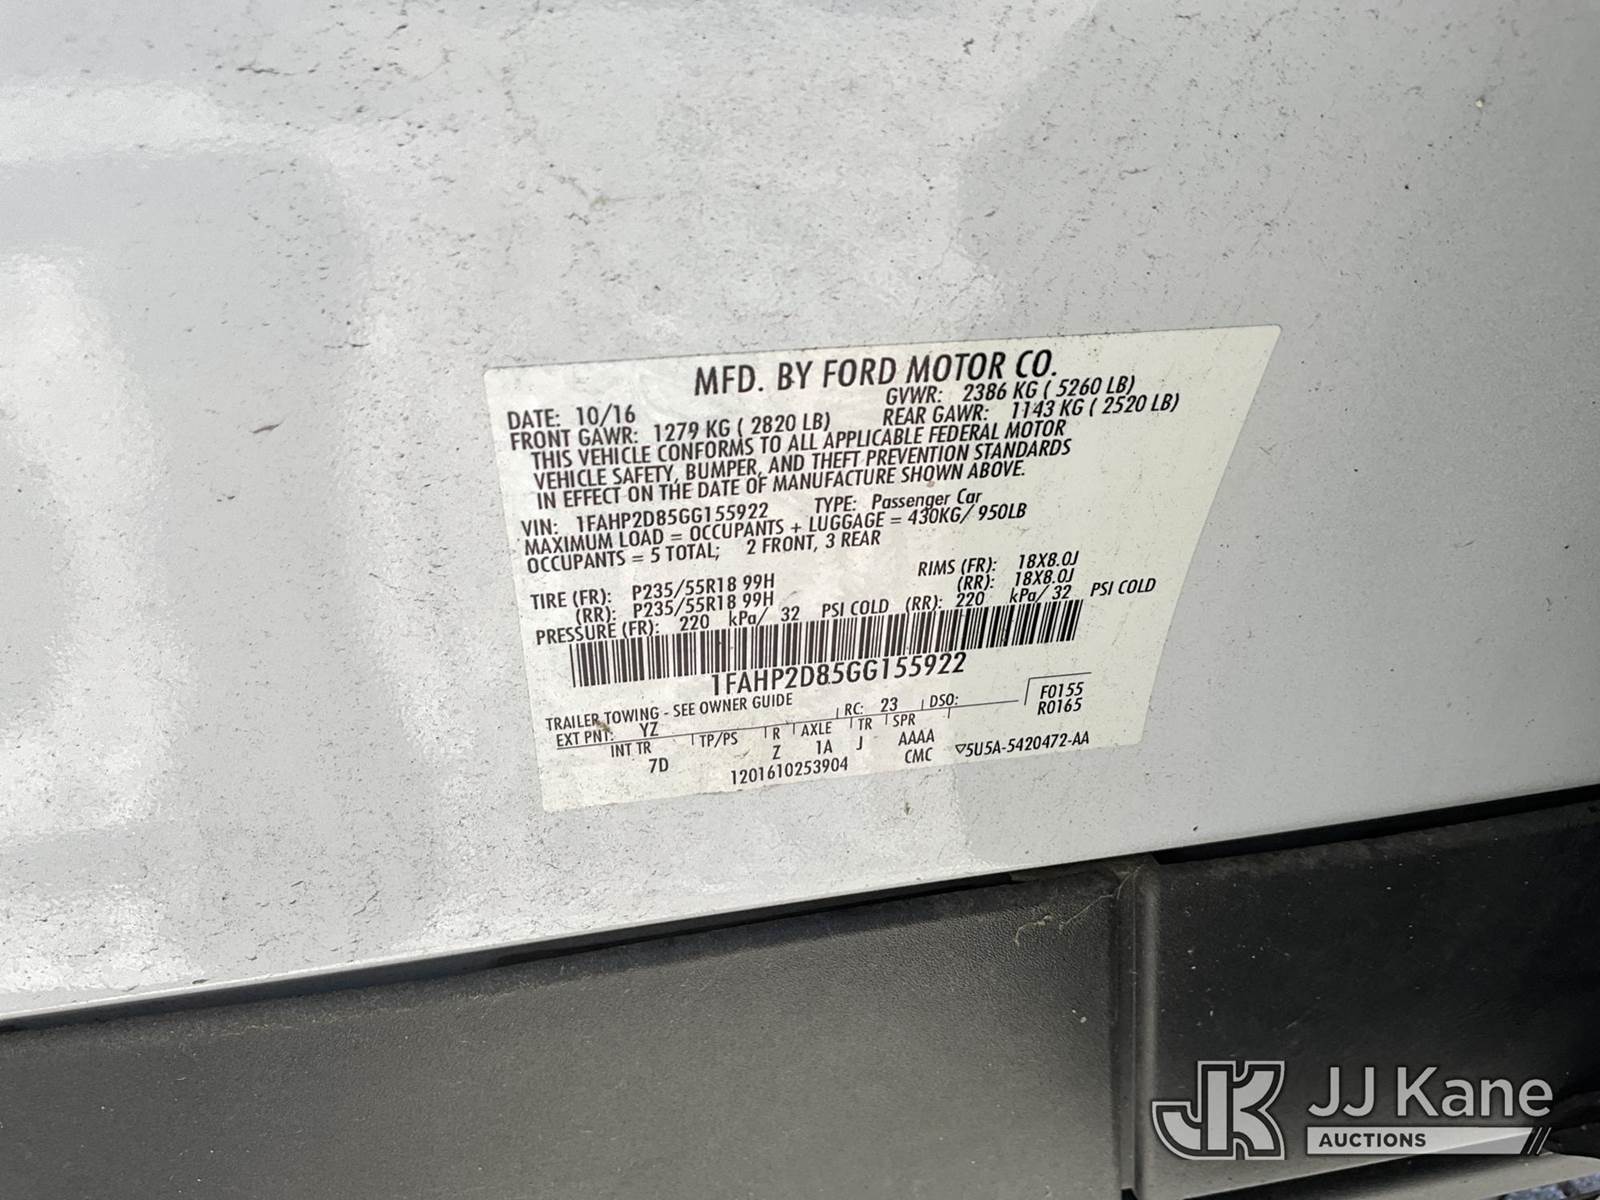 MFD. BY FORD MOTOR CO.
DATE: 10/16 GVWR: 2386 KG ( 5260 LB)
FRONT GAWR: 1279 KG ( 2820 LB) REAR GAWR: 1143 KG ( 2520 LB)
THIS VEHICLE CONFORMS TO ALL APPLICABLE FEDERAL MOTOR
VEHICLE SAFETY, BUMPER, AND THEFT PREVENTION STANDARDS
IN EFFECT ON THE DATE OF MANUFACTURE SHOWN ABOVE.
VIN: 1FAHP2D85GG155922 TYPE: Passenger Car
MAXIMUM LOAD = OCCUPANTS + LUGGAGE = 430KG/ 950LB
OCCUPANTS = 5 TOTAL; 2 FRONT, 3 REAR
TIRE (FR): P235/55R18 99H RIMS (FR): 18X8.0J
(RR): P235/55R18 99H (RR): 18X8.0J
PRESSURE (FR): 220 kPa/ 32 PSI COLD (RR): 220 kPa/ 32 PSI COLD
1FAHP2D85GG155922
TRAILER TOWING - SEE OWNER GUIDE
EXT PNT: YZ RC: 23 DSO: F0155
R0165
INT TR TP/PS R AXLE TR SPR
7D Z 1A J AAAA
1201610253904 CMC ▽5U5A-5420472-AA
JK JJ Kane
AUCTIONS